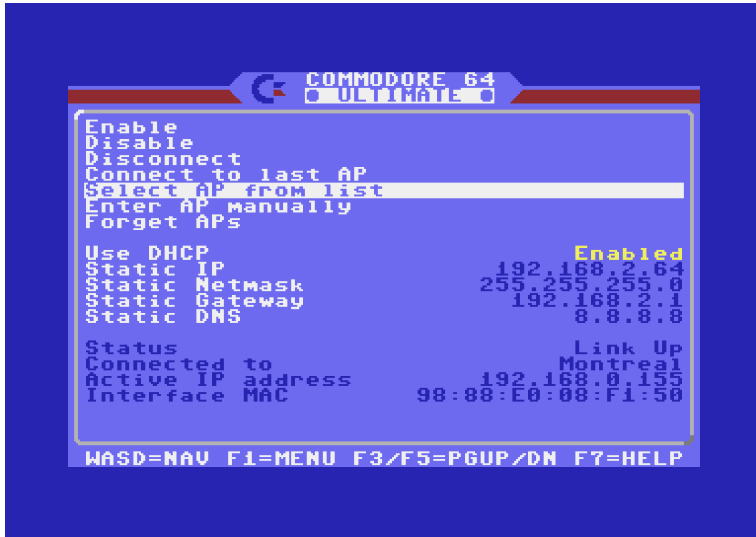 COMMODORE 64
ULTIMATE
Enable
Disable
Disconnect
Connect to last AP
Select AP from list
Enter AP manually
Forget APs
Use DHCP Enabled
Static IP 192.168.2.64
Static Netmask 255.255.255.0
Static Gateway 192.168.2.1
Static DNS 8.8.8.8
Status Link Up
Connected to Montreal
Active IP address 192.168.0.155
Interface MAC 98:88:E0:08:F1:50
WASD=NAV F1=MENU F3/F5=PGUP/DN F7=HELP